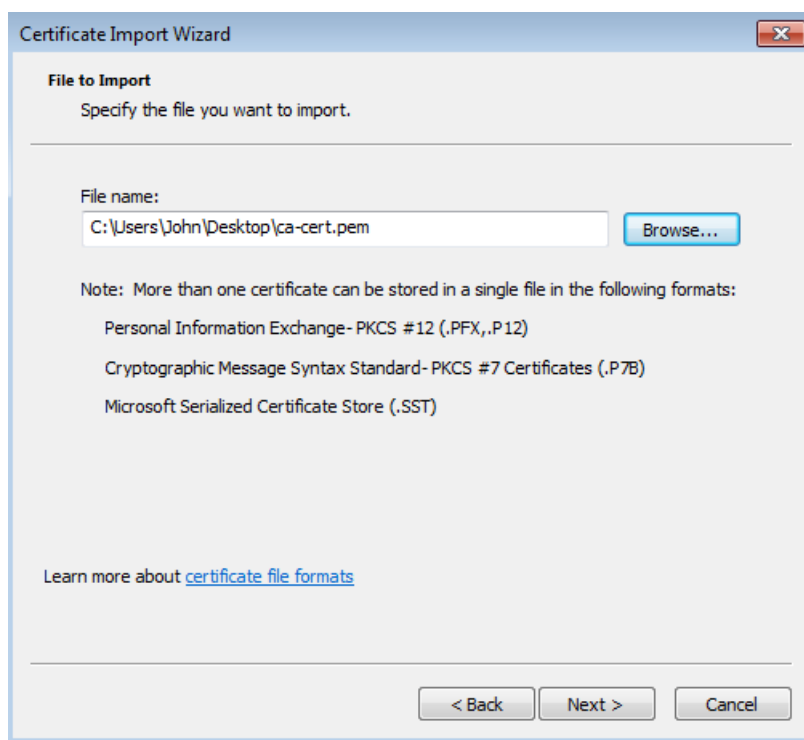 Certificate Import Wizard
File to Import
Specify the file you want to import.
File name:
C:\Users\John\Desktop\ca-cert.pem
Browse...
Note:  More than one certificate can be stored in a single file in the following formats:
Personal Information Exchange- PKCS #12 (.PFX,.P12)
Cryptographic Message Syntax Standard- PKCS #7 Certificates (.P7B)
Microsoft Serialized Certificate Store (.SST)
Learn more about certificate file formats
< Back Next > Cancel